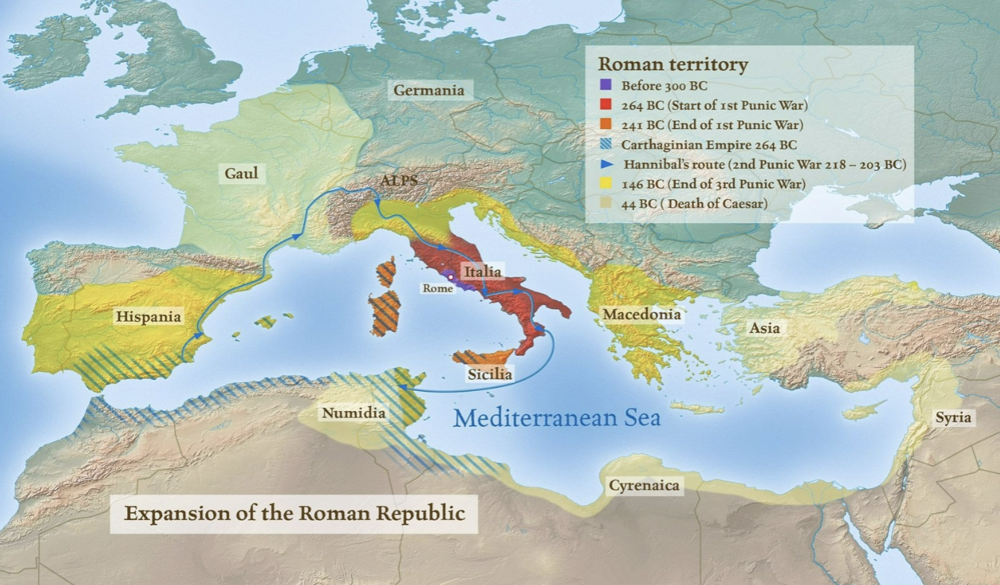 Roman territory
Before 300 BC
264 BC (Start of 1st Punic War)
241 BC (End of 1st Punic War)
Carthaginian Empire 264 BC
Hannibal's route (2nd Punic War 218 – 203 BC)
146 BC (End of 3rd Punic War)
44 BC ( Death of Caesar)
Germania
Gaul
ALPS
Italia
Rome
Hispania
Macedonia
Asia
Sicilia
Numidia
Mediterranean Sea
Syria
Cyrenaica
Expansion of the Roman Republic